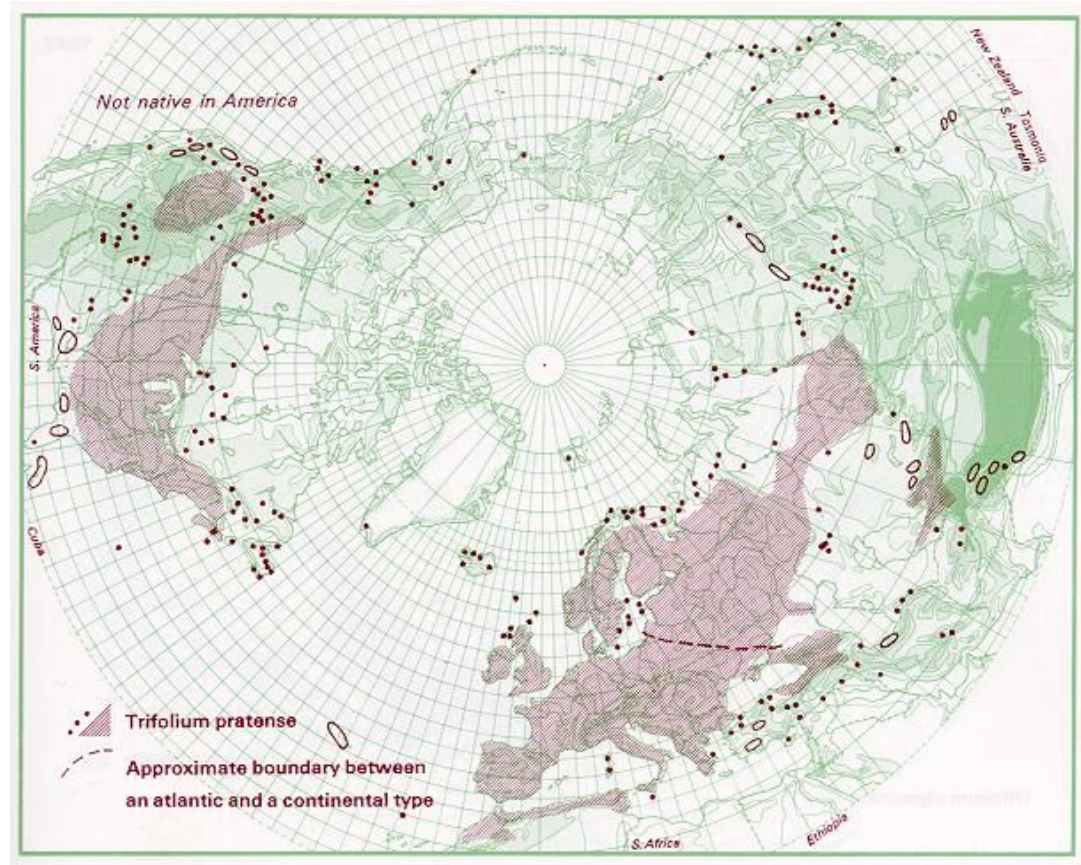 New Zealand
Tasmania
S. Australia
Not native in America
S. America
Cuba
Trifolium pratense
Approximate boundary between
an atlantic and a continental type
S. Africa
Ethiopia